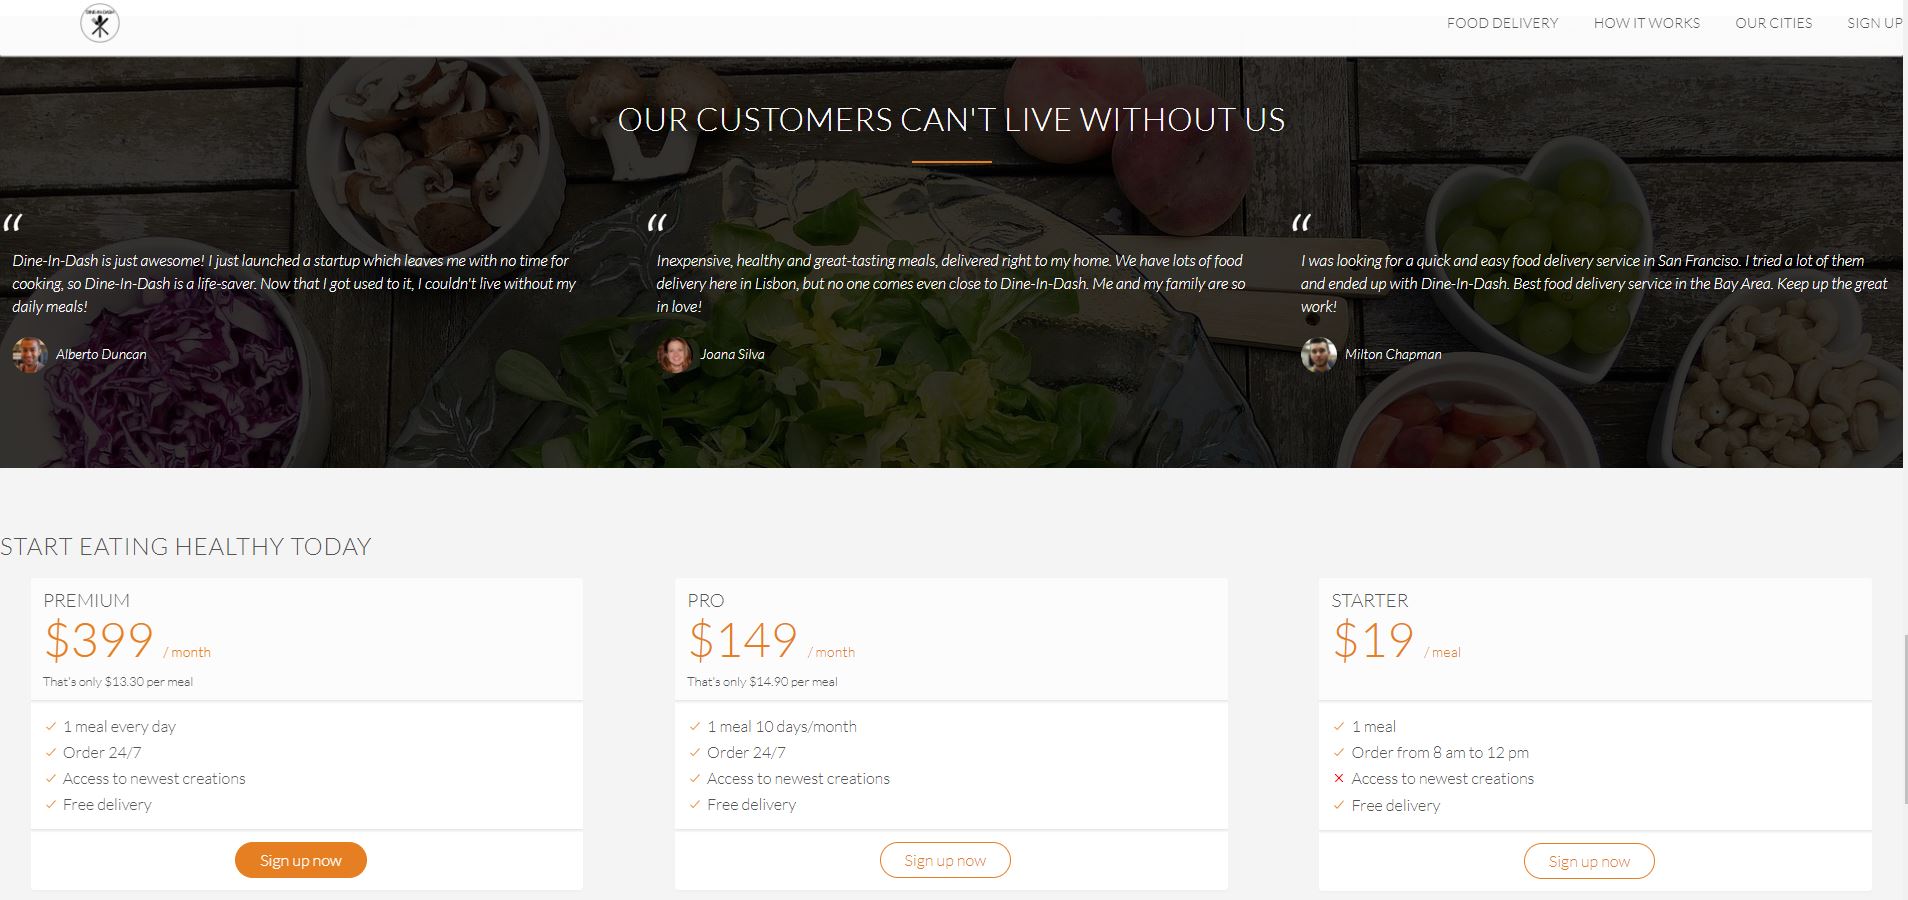 DINE-IN-DASH
FOOD DELIVERY
HOW IT WORKS
OUR CITIES
SIGN UP
OUR CUSTOMERS CAN'T LIVE WITHOUT US
“
Dine-In-Dash is just awesome! I just launched a startup which leaves me with no time for
cooking, so Dine-In-Dash is a life-saver. Now that I got used to it, I couldn't live without my
daily meals!
Alberto Duncan
“
Inexpensive, healthy and great-tasting meals, delivered right to my home. We have lots of food
delivery here in Lisbon, but no one comes even close to Dine-In-Dash. Me and my family are so
in love!
Joana Silva
“
I was looking for a quick and easy food delivery service in San Franciso. I tried a lot of them
and ended up with Dine-In-Dash. Best food delivery service in the Bay Area. Keep up the great
work!
Milton Chapman
START EATING HEALTHY TODAY
PREMIUM
$399 / month
That's only $13.30 per meal
1 meal every day
Order 24/7
Access to newest creations
Free delivery
Sign up now
PRO
$149 / month
That's only $14.90 per meal
1 meal 10 days/month
Order 24/7
Access to newest creations
Free delivery
Sign up now
STARTER
$19 / meal
1 meal
Order from 8 am to 12 pm
Access to newest creations
Free delivery
Sign up now